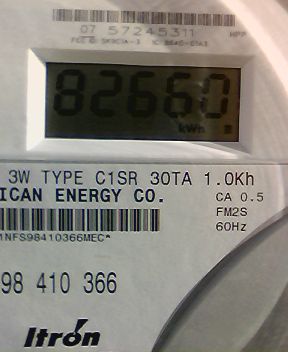 07 57245311
82660
kWh
3W TYPE C1SR 30TA 1.0Kh
ICAN ENERGY CO.
CA 0.5
FM2S
60Hz
1NFS98410366MEC*
98 410 366
Itrón